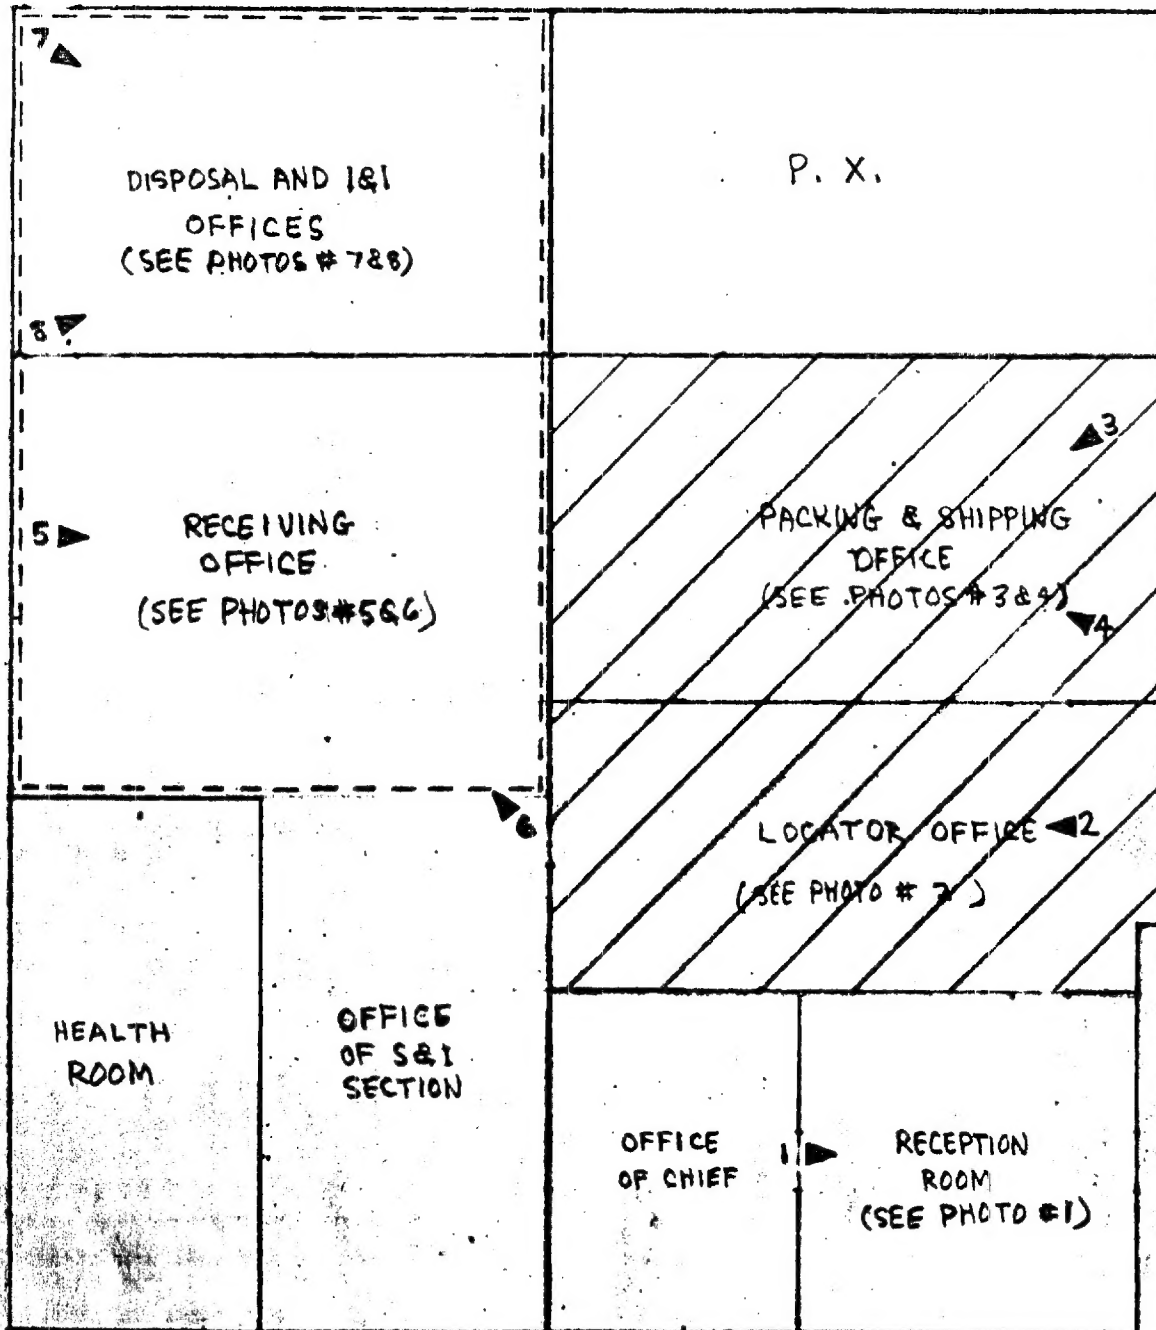 7
DISPOSAL AND I&I
OFFICES
(SEE PHOTOS # 7&8)
8
P. X.
5
RECEIVING
OFFICE
(SEE PHOTOS #5&6)
6
3
PACKING & SHIPPING
OFFICE
(SEE PHOTOS # 3&4)
4
LOCATOR OFFICE
2
(SEE PHOTO # 2)
HEALTH
ROOM
OFFICE
OF S&I
SECTION
OFFICE
OF CHIEF
1
RECEPTION
ROOM
(SEE PHOTO #1)